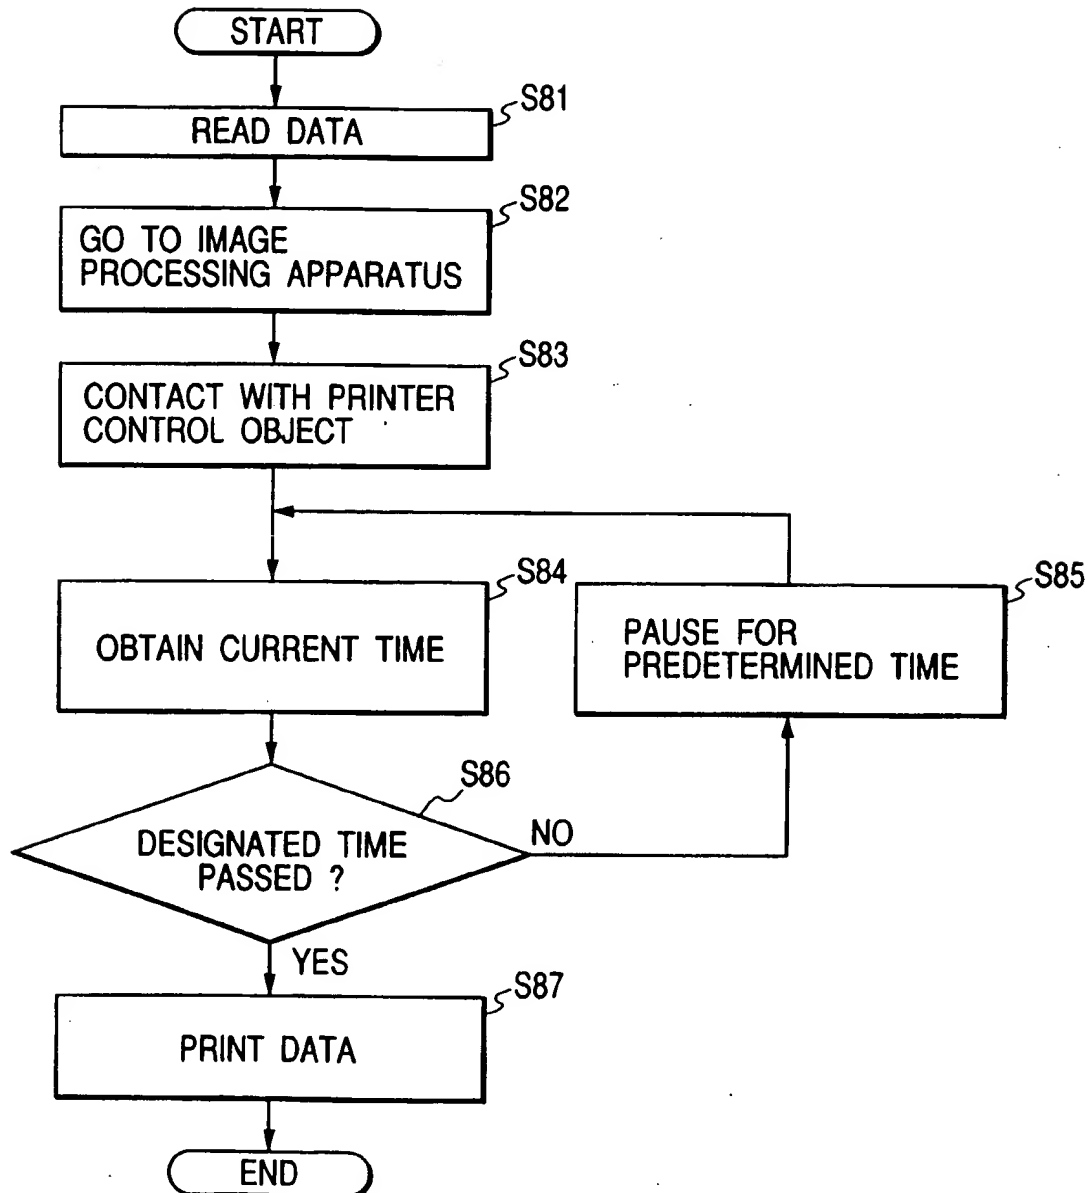 START
S81
READ DATA
S82
GO TO IMAGE
PROCESSING APPARATUS
S83
CONTACT WITH PRINTER
CONTROL OBJECT
S84
OBTAIN CURRENT TIME
S85
PAUSE FOR
PREDETERMINED TIME
S86
DESIGNATED TIME
PASSED ?
NO
YES
S87
PRINT DATA
END